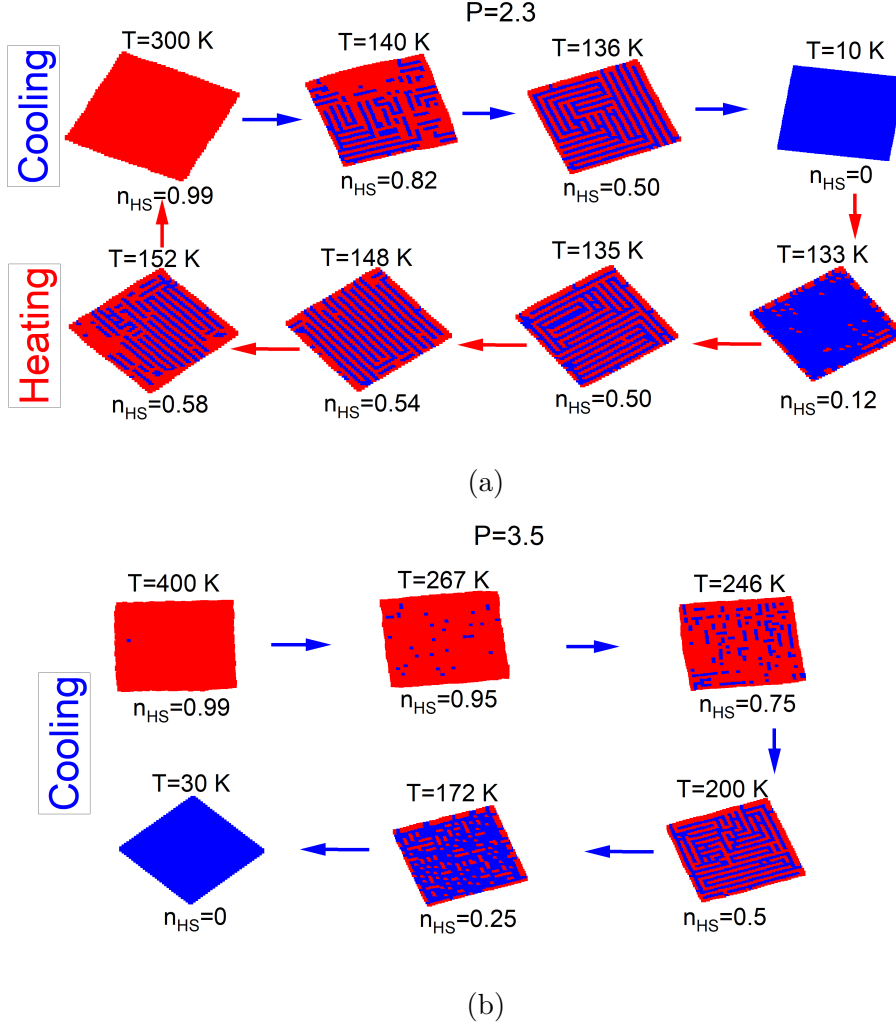 P=2.3
Cooling
T=300 K
T=140 K
T=136 K
T=10 K
nHS=0.99
nHS=0.82
nHS=0.50
nHS=0
Heating
T=152 K
T=148 K
T=135 K
T=133 K
nHS=0.58
nHS=0.54
nHS=0.50
nHS=0.12
(a)
P=3.5
Cooling
T=400 K
T=267 K
T=246 K
nHS=0.99
nHS=0.95
nHS=0.75
T=30 K
T=172 K
T=200 K
nHS=0
nHS=0.25
nHS=0.5
(b)